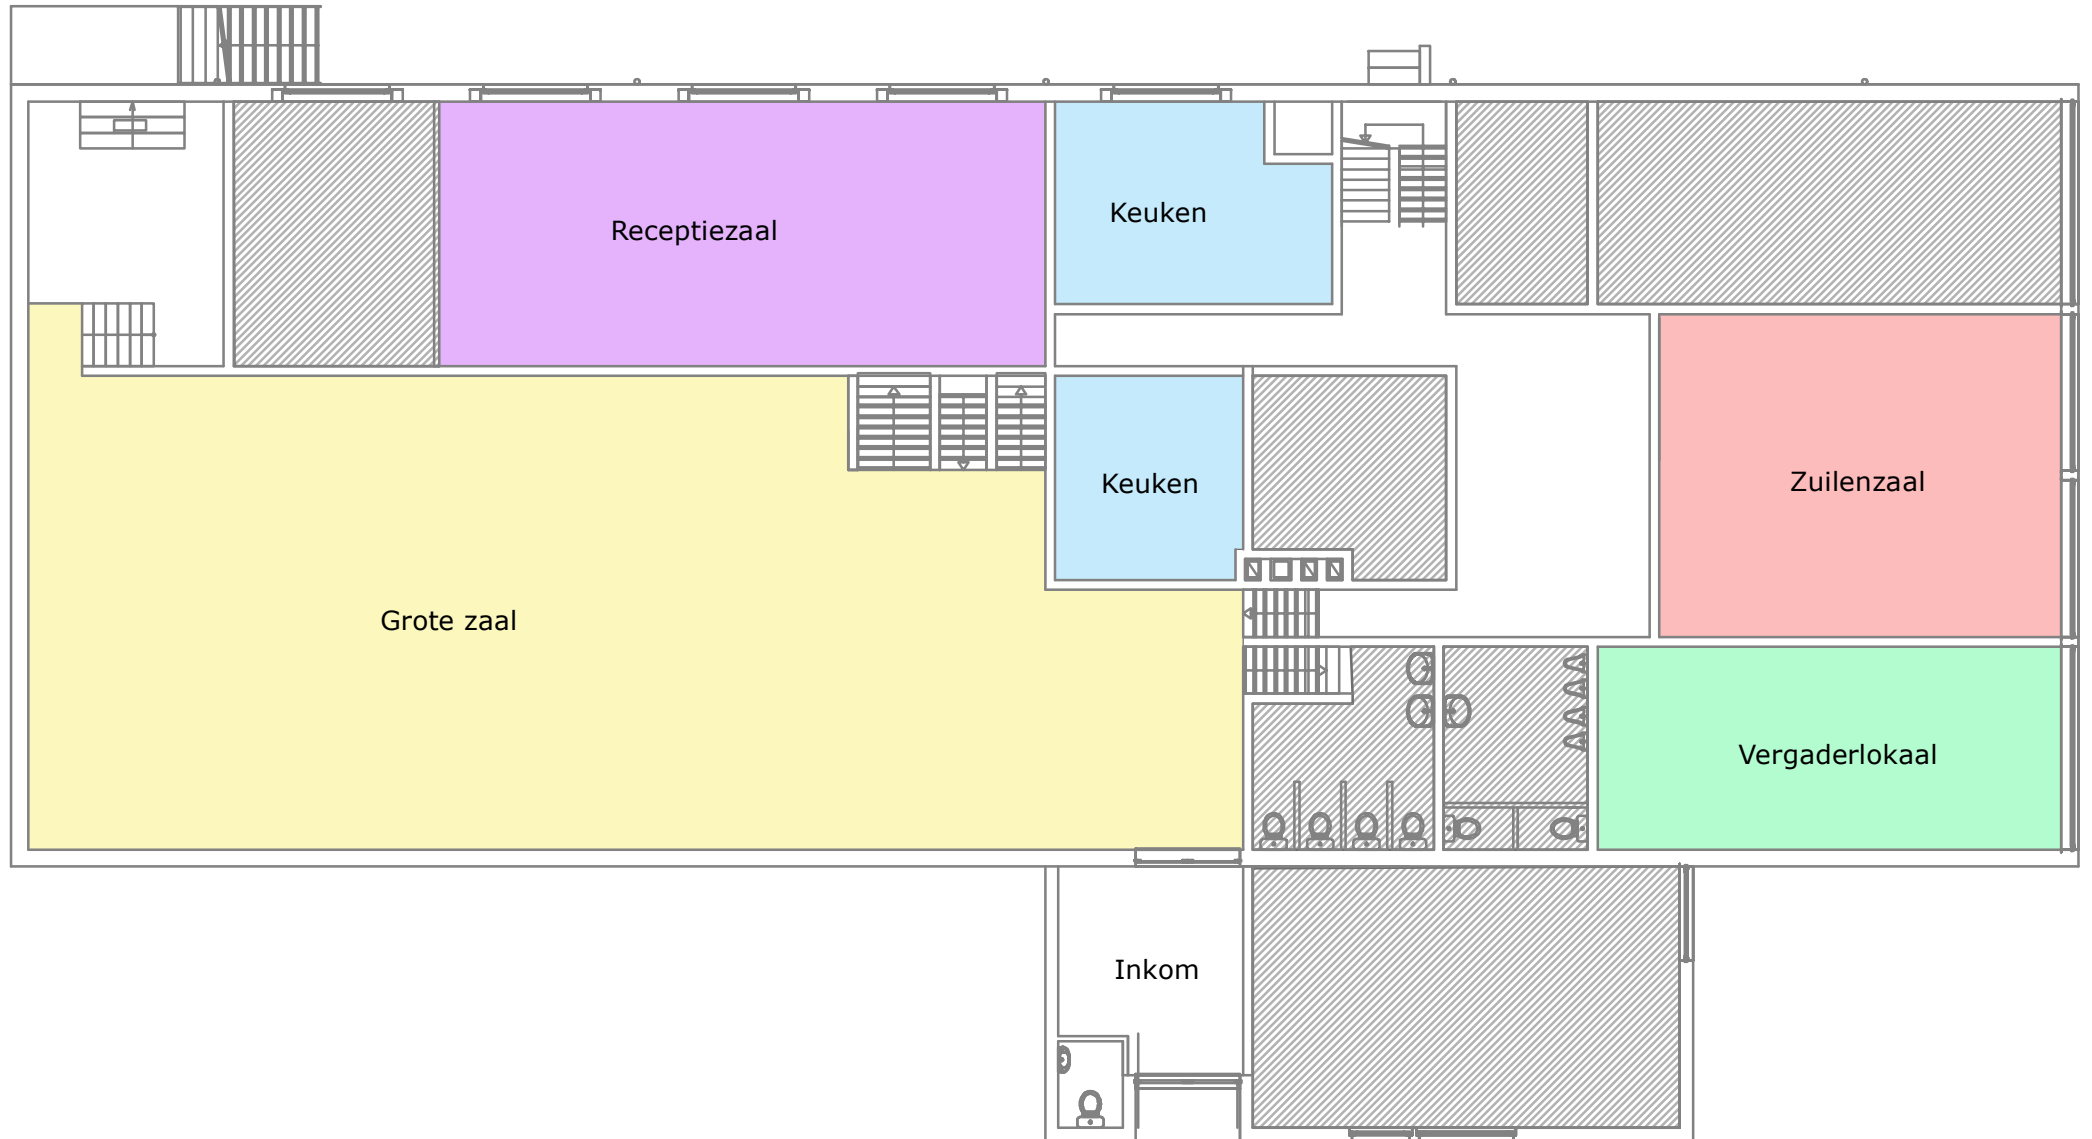 Receptiezaal
Keuken
Keuken
Zuilenzaal
Grote zaal
Vergaderlokaal
Inkom